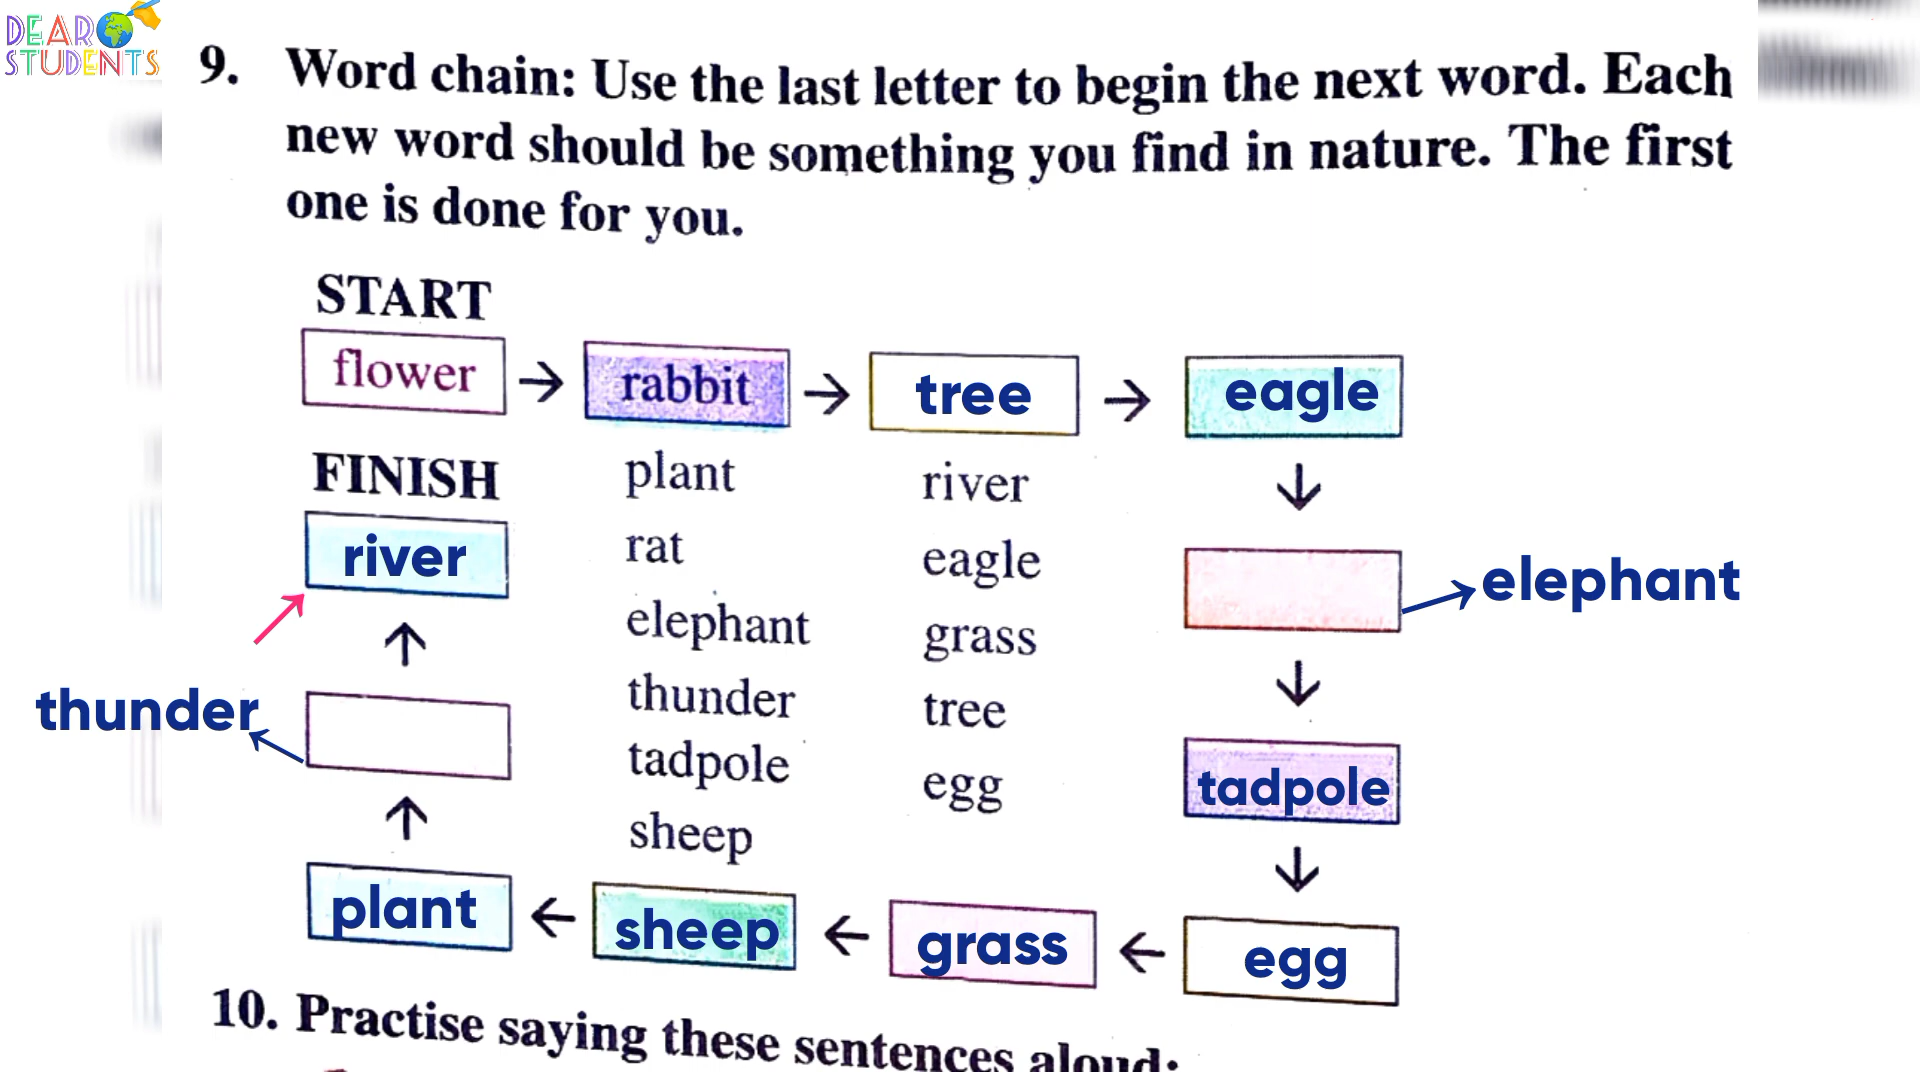 DEAR
STUDENTS
9. Word chain: Use the last letter to begin the next word. Each
new word should be something you find in nature. The first
one is done for you.
START
flower → rabbit → tree → eagle
FINISH
river
plant river
rat eagle
elephant grass
thunder tree
tadpole egg
sheep
elephant
thunder
tadpole
plant ← sheep ← grass ← egg
10. Practise saying these sentences aloud: